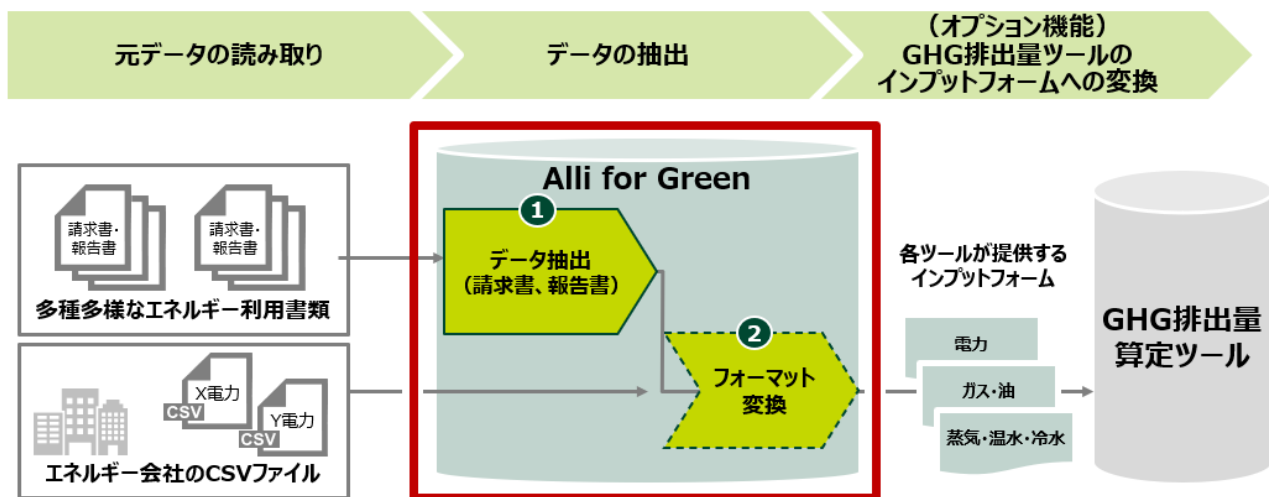 元データの読み取り
データの抽出
（オプション機能）
GHG排出量ツールの
インプットフォームへの変換
請求書・
報告書
請求書・
報告書
多種多様なエネルギー利用書類
X電力
CSV
Y電力
CSV
エネルギー会社のCSVファイル
Alli for Green
1
データ抽出
（請求書、報告書）
2
フォーマット
変換
各ツールが提供する
インプットフォーム
電力
ガス・油
蒸気・温水・冷水
GHG排出量
算定ツール